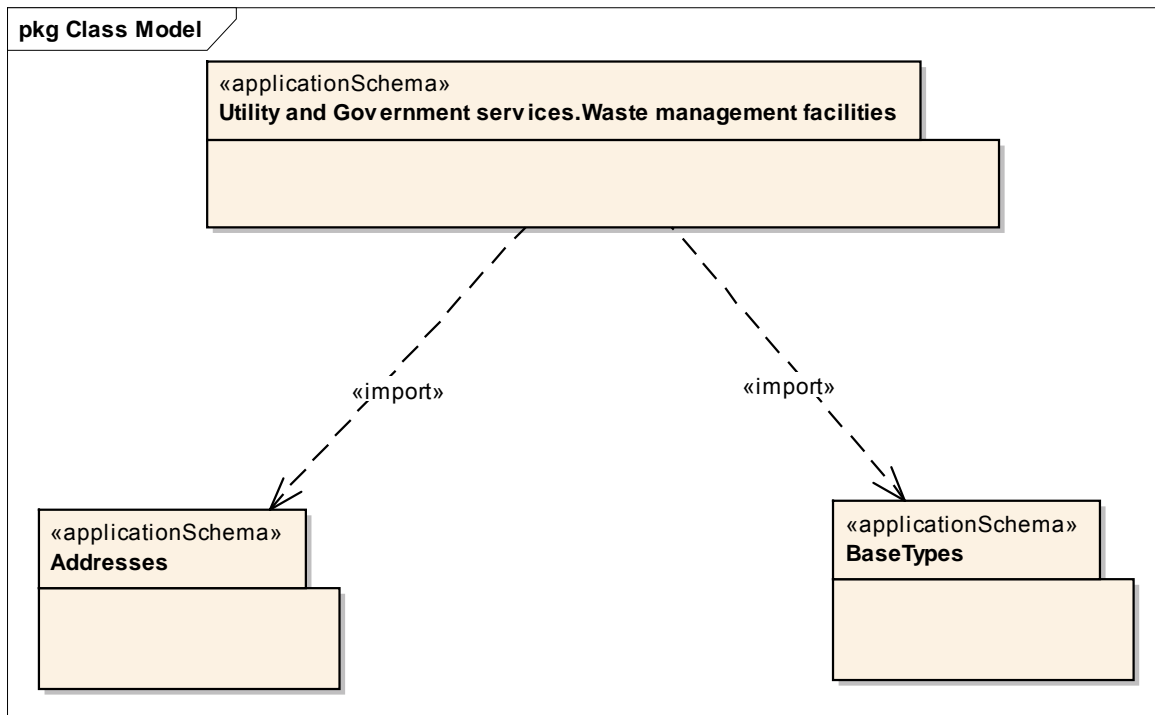 pkg Class Model
«applicationSchema»
Utility and Government services.Waste management facilities
«import»
«import»
«applicationSchema»
Addresses
«applicationSchema»
BaseTypes